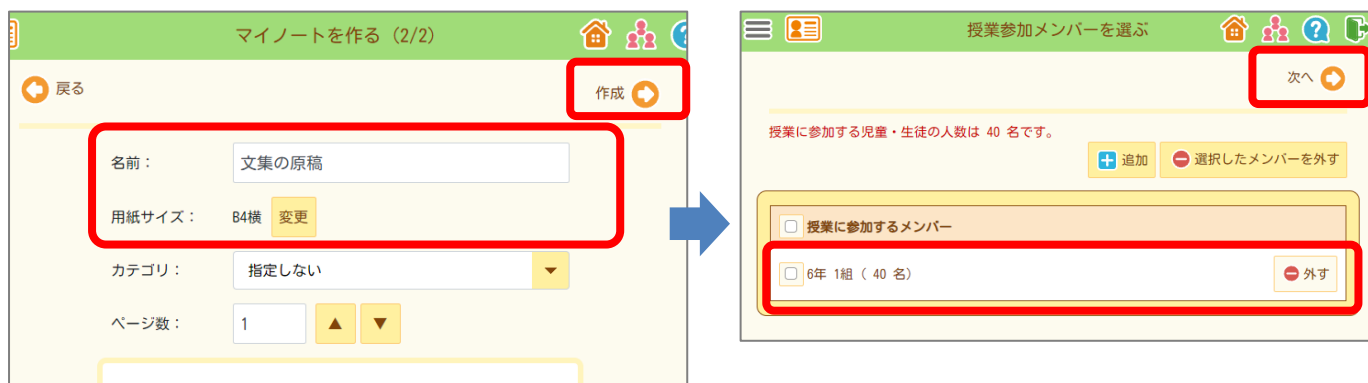 マイノートを作る (2/2)
戻る
作成
名前：
文集の原稿
用紙サイズ：
B4横
変更
カテゴリ：
指定しない
ページ数：
1
▲
▼
授業参加メンバーを選ぶ
次へ
授業に参加する児童・生徒の人数は 40 名です。
追加
選択したメンバーを外す
授業に参加するメンバー
6年 1組 ( 40 名)
外す